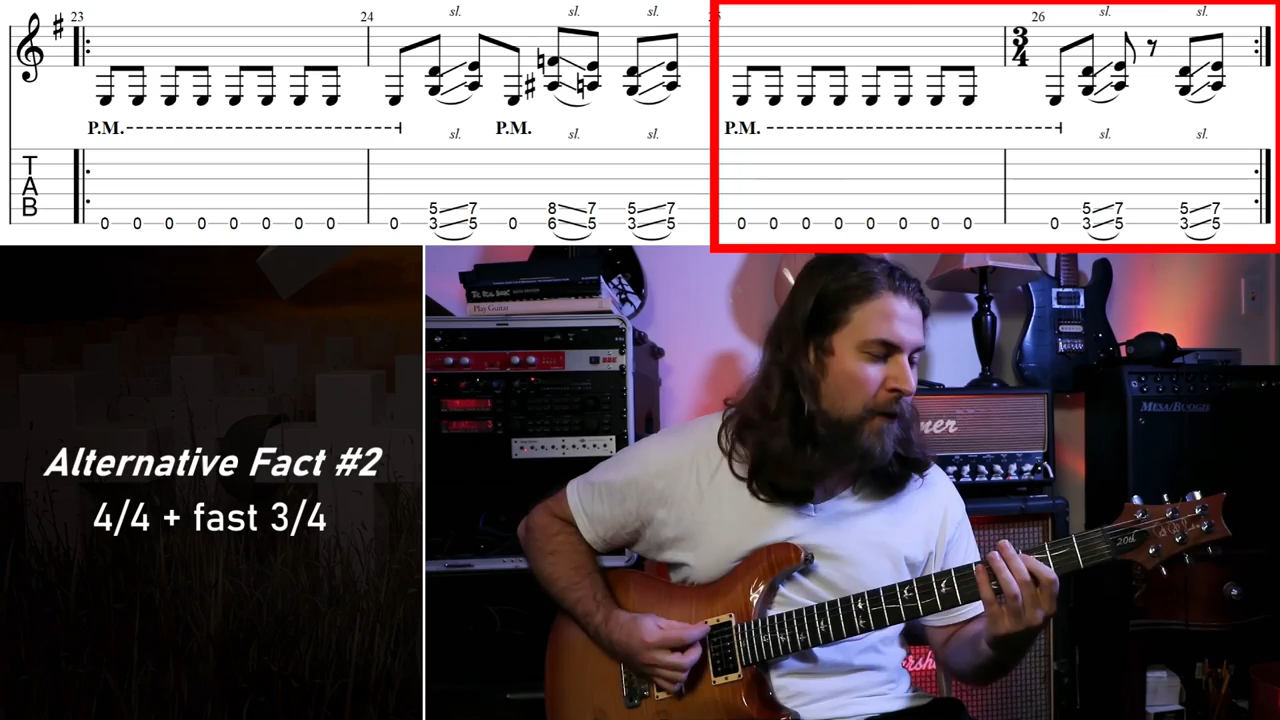 23 24 26
sl. sl. sl. sl. sl.
3
4
P.M. P.M. P.M.
sl. sl. sl. sl. sl.
T
A
B
5 7 8 7 5 7 5 7 5 7
0 0 0 0 0 0 0 0 0 3 5 0 6 5 3 5 0 0 0 0 0 0 0 0 0 3 5 3 5
Alternative Fact #2
4/4 + fast 3/4
Play Guitar
MESA/BOOGIE
20th